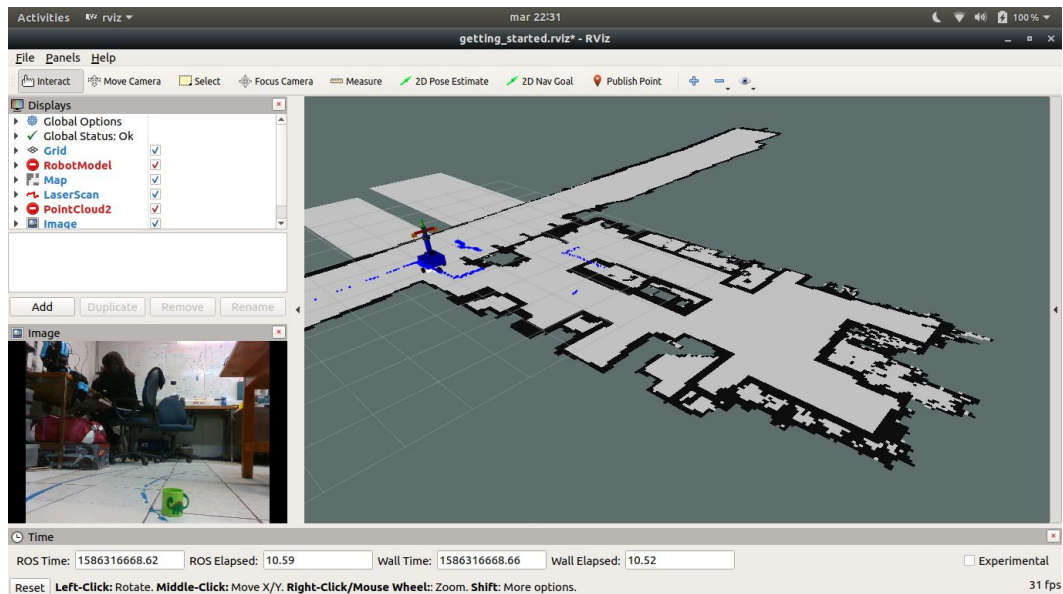 Activities rviz mar 22:31 100 %
getting_started.rviz* - RViz
File Panels Help
Interact Move Camera Select Focus Camera Measure 2D Pose Estimate 2D Nav Goal Publish Point
Displays
Global Options
Global Status: Ok
Grid
RobotModel
Map
LaserScan
PointCloud2
Image
Add Duplicate Remove Rename
Image
Time
ROS Time: 1586316668.62 ROS Elapsed: 10.59 Wall Time: 1586316668.66 Wall Elapsed: 10.52 Experimental
Reset Left-Click: Rotate. Middle-Click: Move X/Y. Right-Click/Mouse Wheel:: Zoom. Shift: More options. 31 fps